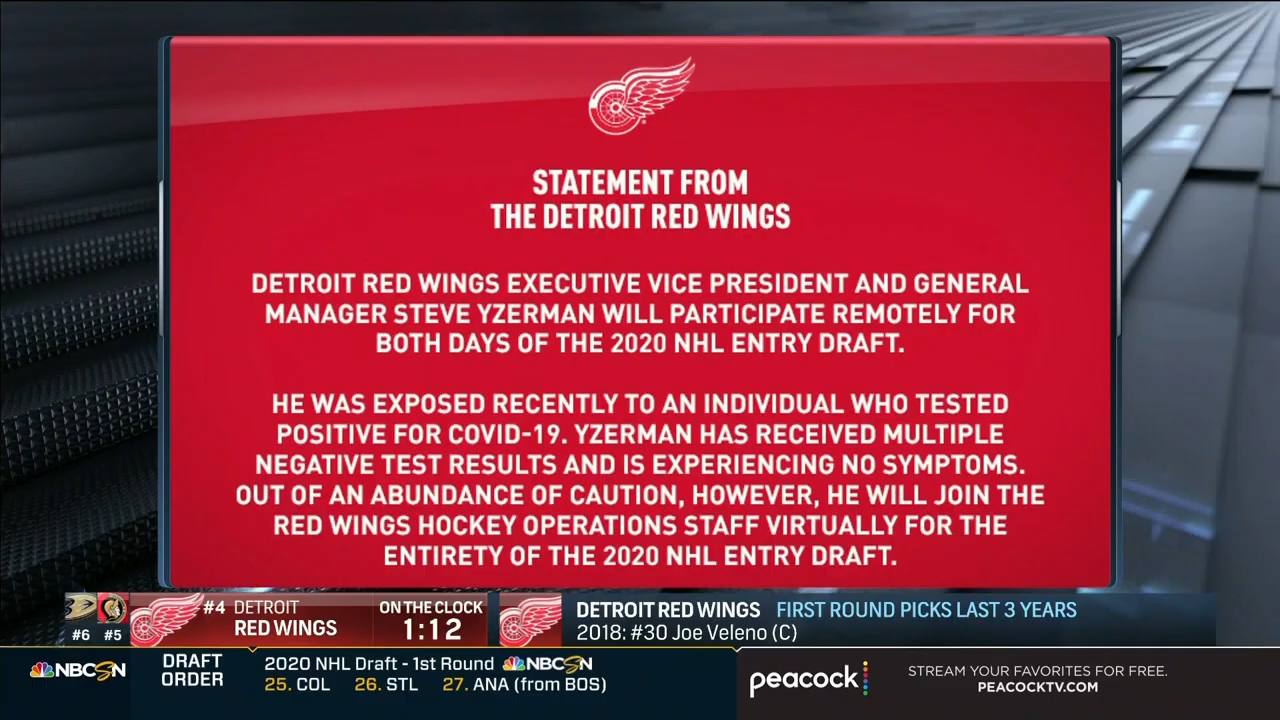 STATEMENT FROM
THE DETROIT RED WINGS
DETROIT RED WINGS EXECUTIVE VICE PRESIDENT AND GENERAL
MANAGER STEVE YZERMAN WILL PARTICIPATE REMOTELY FOR
BOTH DAYS OF THE 2020 NHL ENTRY DRAFT.
HE WAS EXPOSED RECENTLY TO AN INDIVIDUAL WHO TESTED
POSITIVE FOR COVID-19. YZERMAN HAS RECEIVED MULTIPLE
NEGATIVE TEST RESULTS AND IS EXPERIENCING NO SYMPTOMS.
OUT OF AN ABUNDANCE OF CAUTION, HOWEVER, HE WILL JOIN THE
RED WINGS HOCKEY OPERATIONS STAFF VIRTUALLY FOR THE
ENTIRETY OF THE 2020 NHL ENTRY DRAFT.
#6 #5
#4 DETROIT
RED WINGS
ON THE CLOCK
1:12
DETROIT RED WINGS FIRST ROUND PICKS LAST 3 YEARS
2018: #30 Joe Veleno (C)
NBCSN
DRAFT
ORDER
2020 NHL Draft - 1st Round NBCSN
25. COL 26. STL 27. ANA (from BOS)
peacock
STREAM YOUR FAVORITES FOR FREE.
PEACOCKTV.COM